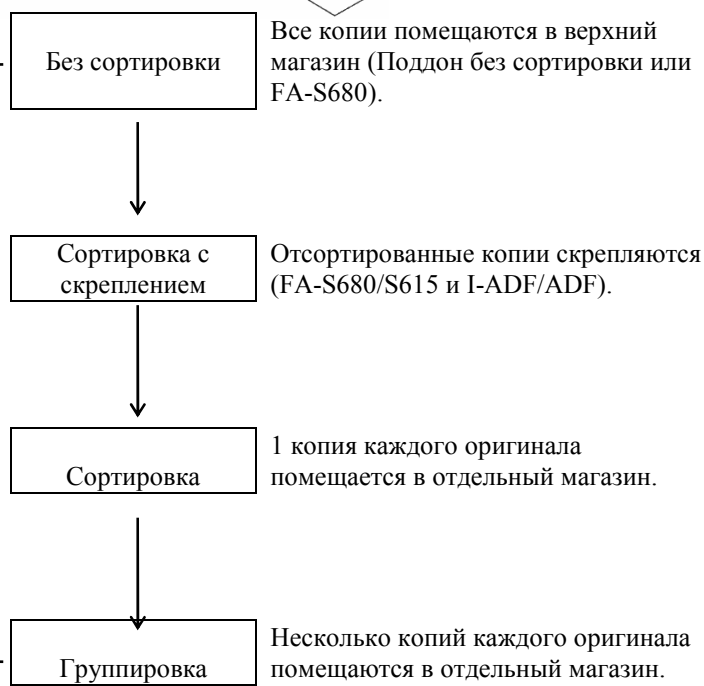 Без сортировки
Все копии помещаются в верхний
магазин (Поддон без сортировки или
FA-S680).
Сортировка с
скреплением
Отсортированные копии скрепляются
(FA-S680/S615 и I-ADF/ADF).
Сортировка
1 копия каждого оригинала
помещается в отдельный магазин.
Группировка
Несколько копий каждого оригинала
помещаются в отдельный магазин.